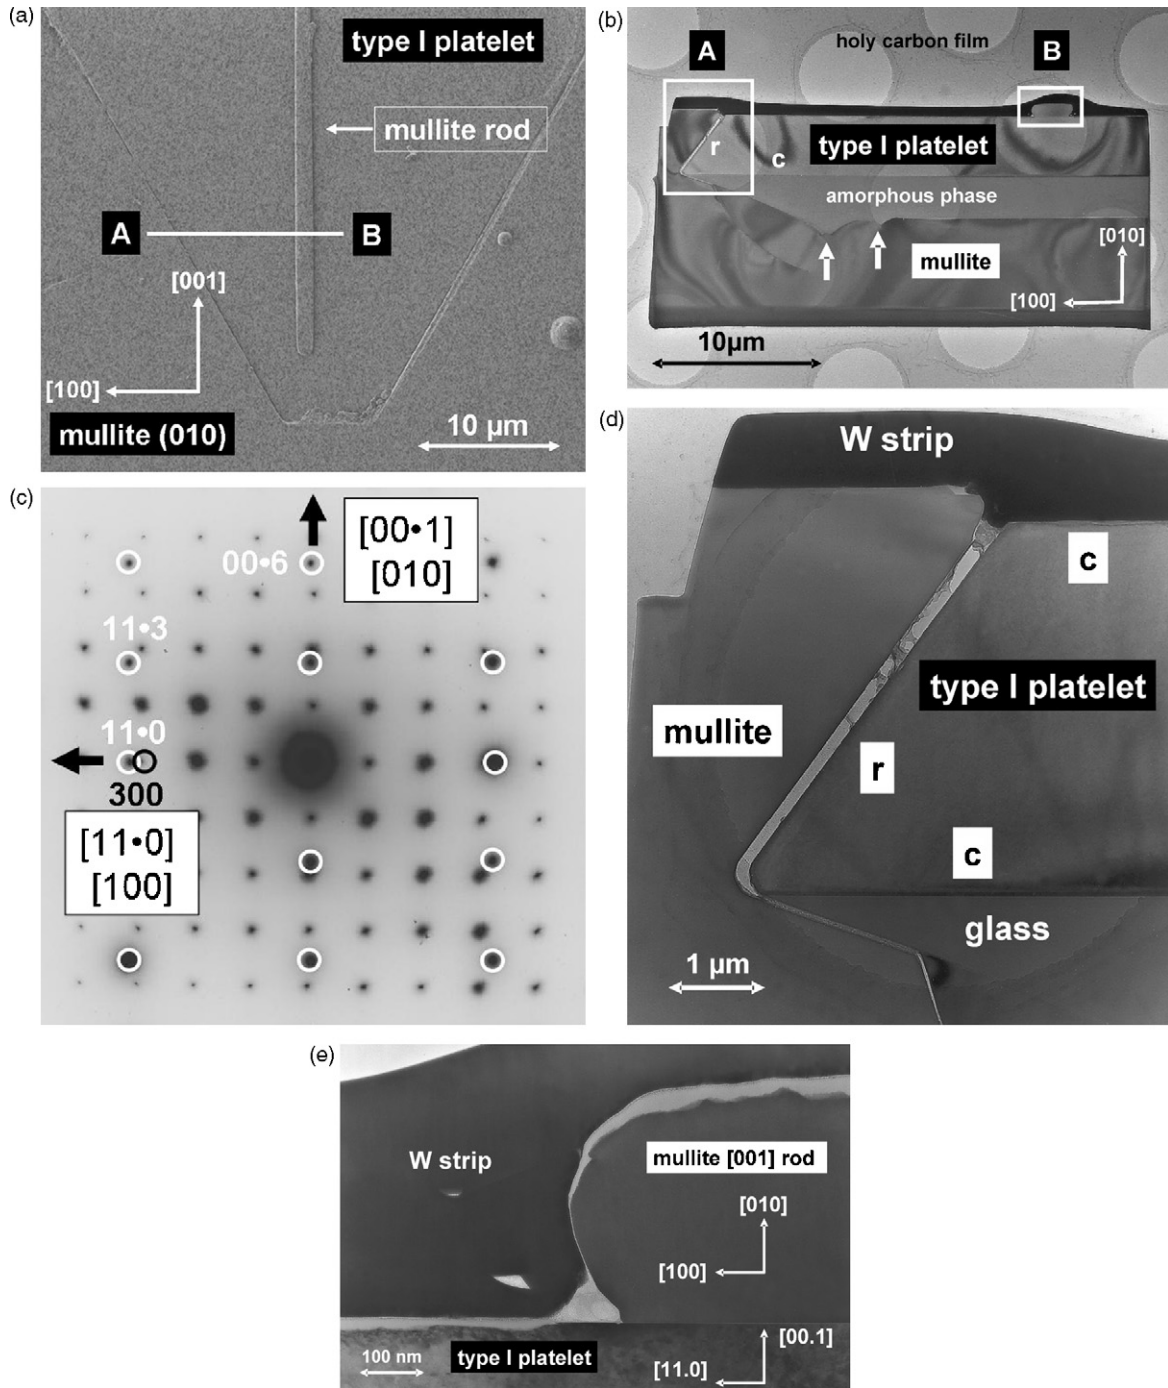 (a)
type I platelet
mullite rod
A
B
[001]
[100]
mullite (010)
10 μm
(b)
holy carbon film
A
B
r
c
type I platelet
amorphous phase
[010]
mullite
[100]
10μm
(c)
00•6
[00•1]
[010]
11•3
11•0
300
[11•0]
[100]
(d)
W strip
c
type I platelet
mullite
r
c
glass
1 μm
(e)
W strip
mullite [001] rod
[010]
[100]
[00.1]
100 nm
type I platelet
[11.0]